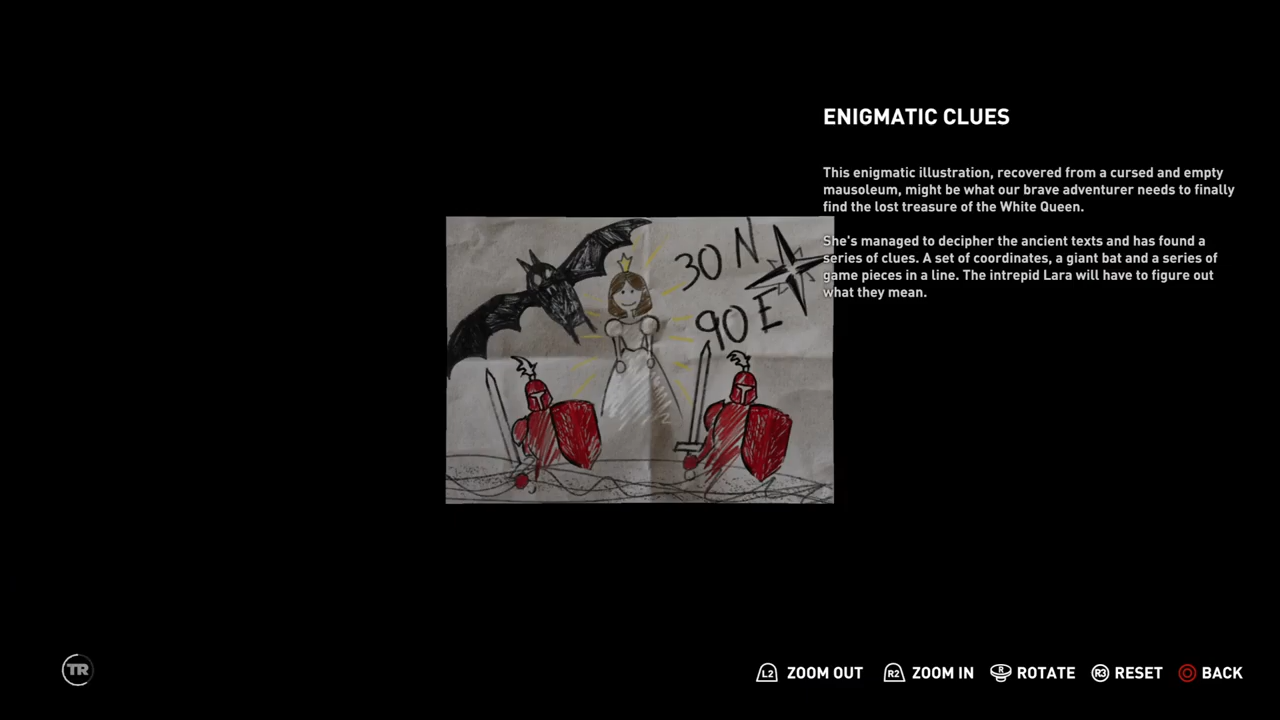 ENIGMATIC CLUES
This enigmatic illustration, recovered from a cursed and empty
mausoleum, might be what our brave adventurer needs to finally
find the lost treasure of the White Queen.
She's managed to decipher the ancient texts and has found a
series of clues. A set of coordinates, a giant bat and a series of
game pieces in a line. The intrepid Lara will have to figure out
what they mean.
30 N
90 E
TR
L2 ZOOM OUT R2 ZOOM IN R ROTATE R3 RESET BACK